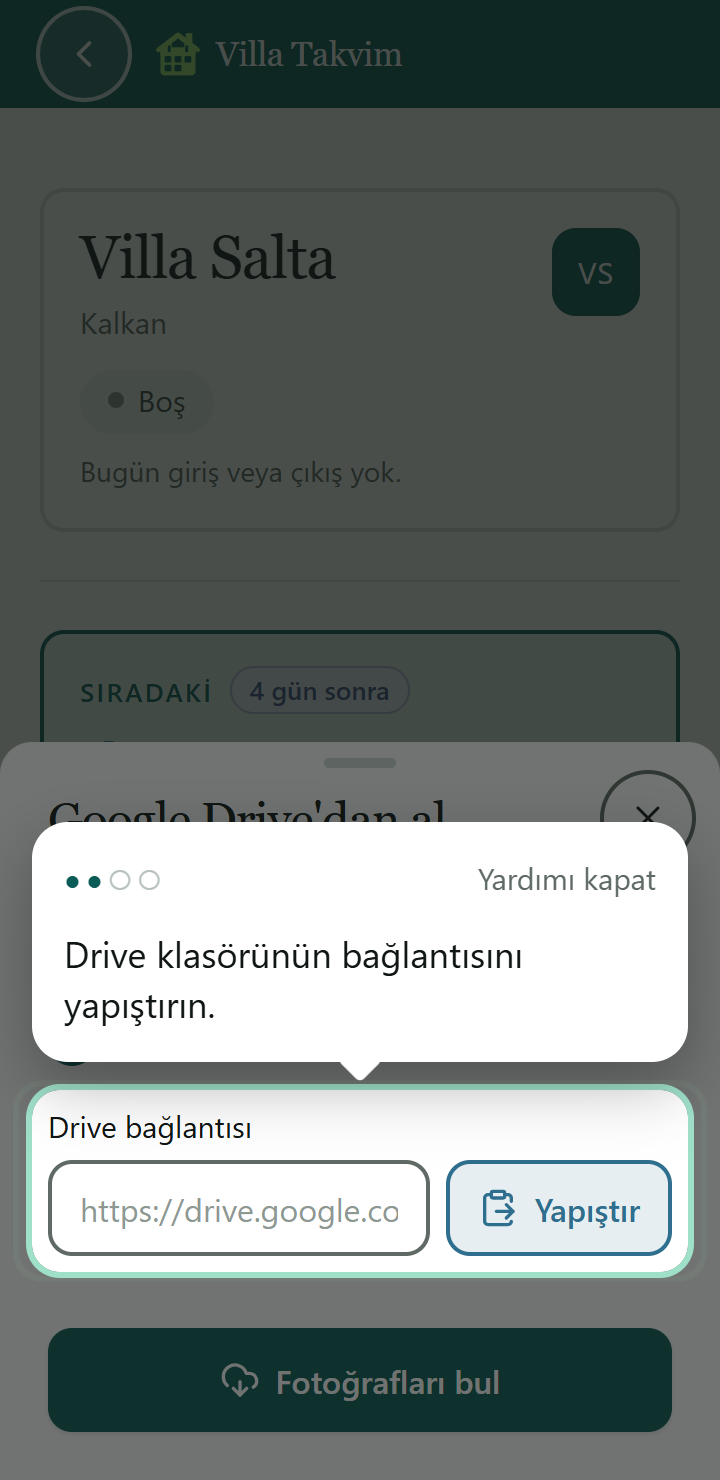 Villa Takvim
Villa Salta
VS
Kalkan
Boş
Bugün giriş veya çıkış yok.
SIRADAKİ
4 gün sonra
Google Drive'dan al
Yardımı kapat
Drive klasörünün bağlantısını
yapıştırın.
Drive bağlantısı
https://drive.google.co
Yapıştır
Fotoğrafları bul